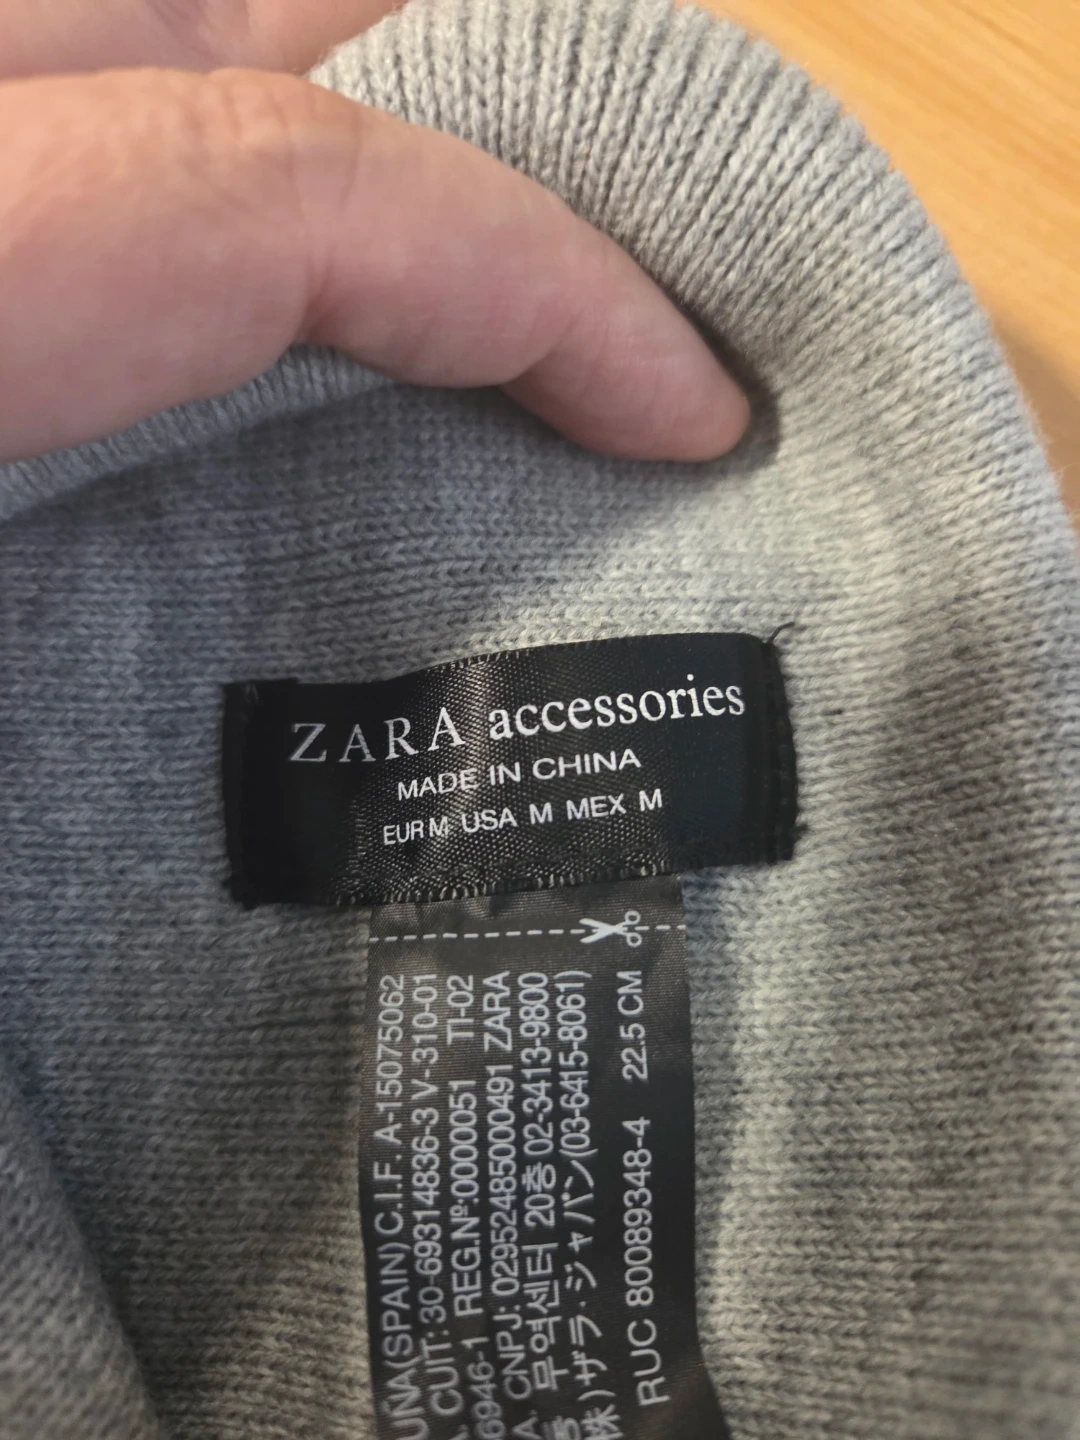 ZARA accessories
MADE IN CHINA
EUR M USA M MEX M
UNA(SPAIN) C.I.F. A-15075062
CUIT: 30-69314836-3 V-310-01
6946-1 REG.Nº:0000051 TI-02
A. CNPJ: 02952485000491 ZARA
무역센터 20층 02-3413-9800
株)ザラ・ジャパン(03-6415-8061)
RUC 80089348-4 22.5 CM